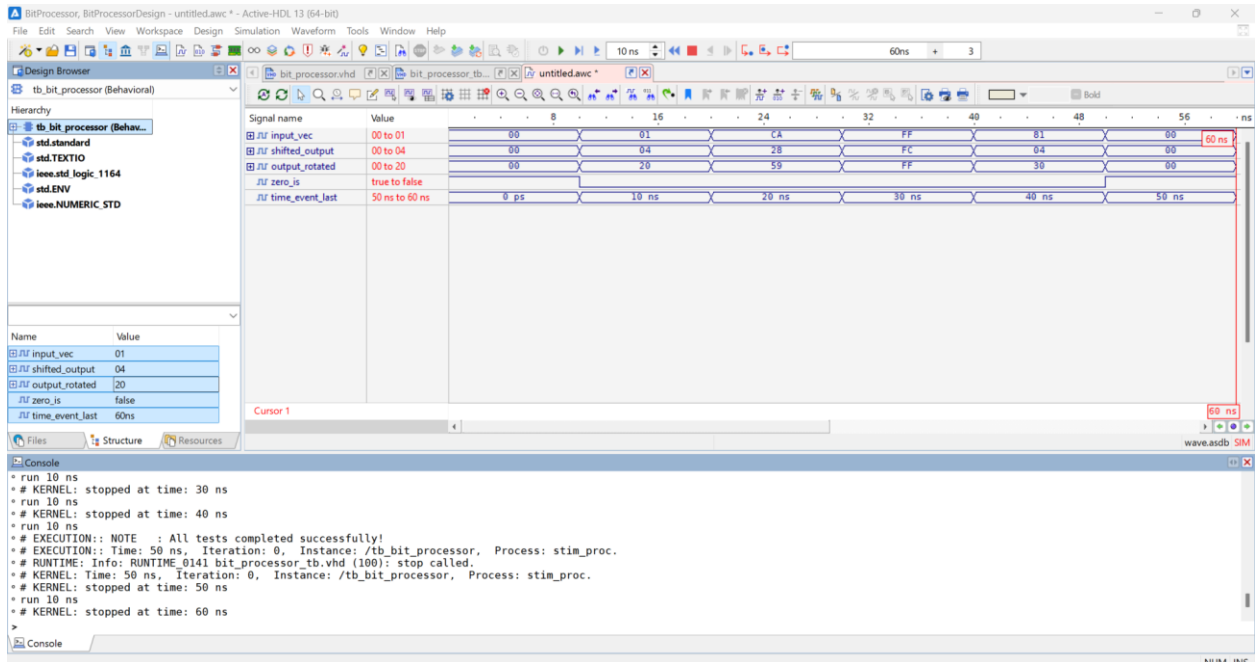 BitProcessor, BitProcessorDesign - untitled.awc * - Active-HDL 13 (64-bit)
File Edit Search View Workspace Design Simulation Waveform Tools Window Help
10 ns 60ns + 3
Design Browser
tb_bit_processor (Behavioral)
Hierarchy
tb_bit_processor (Behav...
std.standard
std.TEXTIO
ieee.std_logic_1164
std.ENV
ieee.NUMERIC_STD
Name Value
input_vec 01
shifted_output 04
output_rotated 20
zero_is false
time_event_last 60ns
Files Structure Resources
bit_processor.vhd bit_processor_tb... untitled.awc *
Bold
Signal name Value 8 16 24 32 40 48 56 ns
input_vec 00 to 01 00 01 CA FF 81 00
60 ns
shifted_output 00 to 04 00 04 28 FC 04 00
output_rotated 00 to 20 00 20 59 FF 30 00
zero_is true to false
time_event_last 50 ns to 60 ns 0 ps 10 ns 20 ns 30 ns 40 ns 50 ns
Cursor 1 60 ns
wave.asdb SIM
Console
run 10 ns
# KERNEL: stopped at time: 30 ns
run 10 ns
# KERNEL: stopped at time: 40 ns
run 10 ns
# EXECUTION:: NOTE : All tests completed successfully!
# EXECUTION:: Time: 50 ns, Iteration: 0, Instance: /tb_bit_processor, Process: stim_proc.
# RUNTIME: Info: RUNTIME_0141 bit_processor_tb.vhd (100): stop called.
# KERNEL: Time: 50 ns, Iteration: 0, Instance: /tb_bit_processor, Process: stim_proc.
# KERNEL: stopped at time: 50 ns
run 10 ns
# KERNEL: stopped at time: 60 ns
>
Console
NUM INS